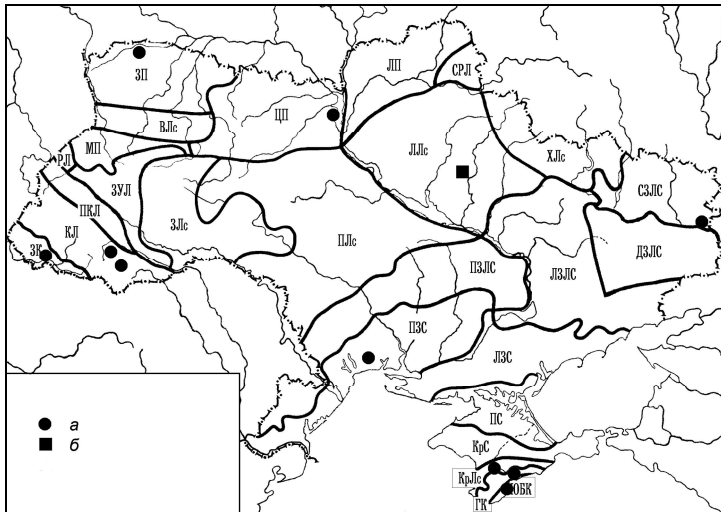 ЗП
ЛП
СРЛ
ЦП
ВЛс
МП
РЛ
ЗУЛ
ПКЛ
КЛ
ЗК
ЗЛс
ПЛс
ЛЛс
ХЛс
СЗЛС
ДЗЛС
ПЗЛС
ЛЗЛС
ПЗС
ЛЗС
ПС
КрС
КрЛс
ЮБК
ГК
а
б